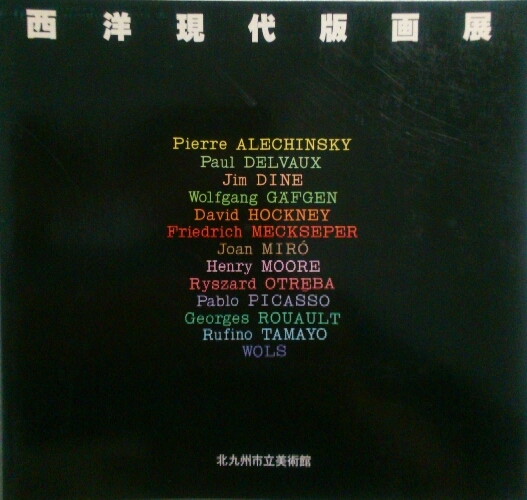 西洋現代版画展
Pierre ALECHINSKY
Paul DELVAUX
Jim DINE
Wolfgang GÄFGEN
David HOCKNEY
Friedrich MECKSEPER
Joan MIRÓ
Henry MOORE
Ryszard OTREBA
Pablo PICASSO
Georges ROUAULT
Rufino TAMAYO
WOLS
北九州市立美術館